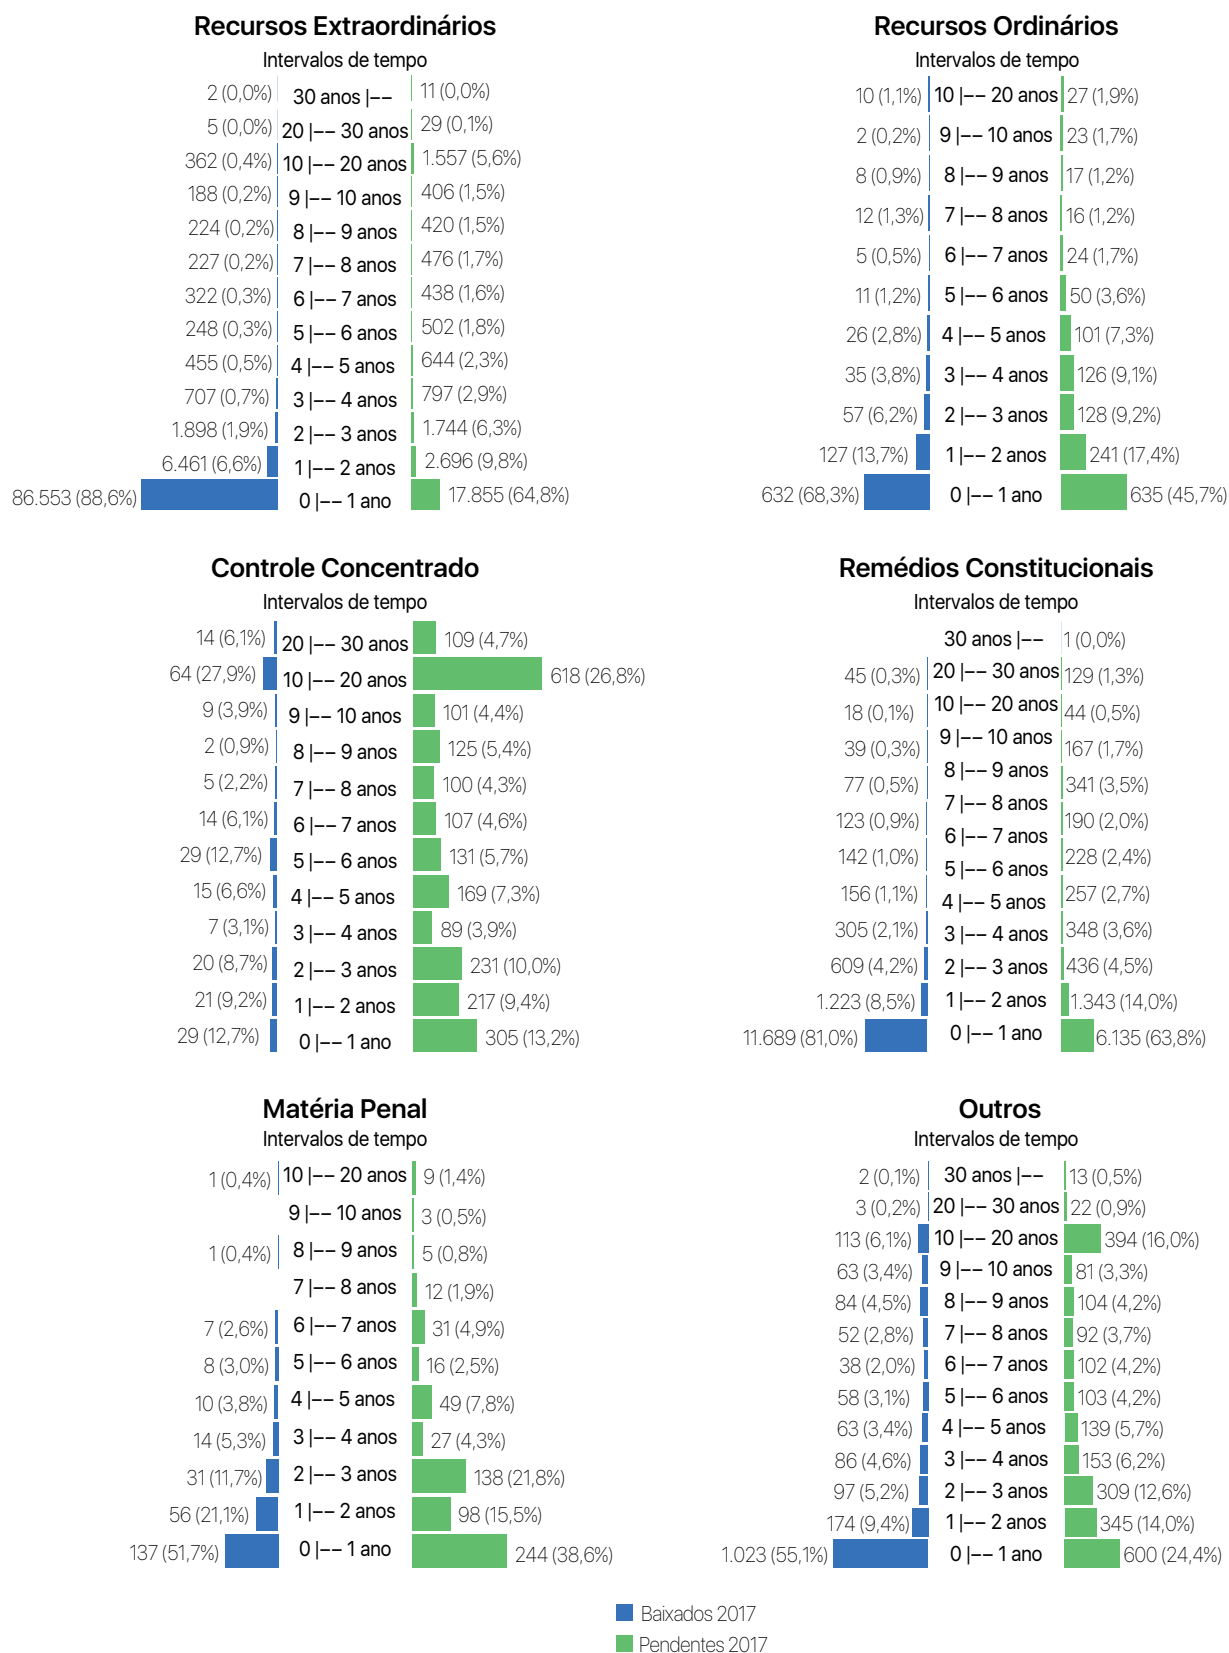 Recursos Extraordinários
Intervalos de tempo
2 (0,0%) 30 anos |–– 11 (0,0%)
5 (0,0%) 20 |–– 30 anos 29 (0,1%)
362 (0,4%) 10 |–– 20 anos 1.557 (5,6%)
188 (0,2%) 9 |–– 10 anos 406 (1,5%)
224 (0,2%) 8 |–– 9 anos 420 (1,5%)
227 (0,2%) 7 |–– 8 anos 476 (1,7%)
322 (0,3%) 6 |–– 7 anos 438 (1,6%)
248 (0,3%) 5 |–– 6 anos 502 (1,8%)
455 (0,5%) 4 |–– 5 anos 644 (2,3%)
707 (0,7%) 3 |–– 4 anos 797 (2,9%)
1.898 (1,9%) 2 |–– 3 anos 1.744 (6,3%)
6.461 (6,6%) 1 |–– 2 anos 2.696 (9,8%)
86.553 (88,6%) 0 |–– 1 ano 17.855 (64,8%)
Recursos Ordinários
Intervalos de tempo
10 (1,1%) 10 |–– 20 anos 27 (1,9%)
2 (0,2%) 9 |–– 10 anos 23 (1,7%)
8 (0,9%) 8 |–– 9 anos 17 (1,2%)
12 (1,3%) 7 |–– 8 anos 16 (1,2%)
5 (0,5%) 6 |–– 7 anos 24 (1,7%)
11 (1,2%) 5 |–– 6 anos 50 (3,6%)
26 (2,8%) 4 |–– 5 anos 101 (7,3%)
35 (3,8%) 3 |–– 4 anos 126 (9,1%)
57 (6,2%) 2 |–– 3 anos 128 (9,2%)
127 (13,7%) 1 |–– 2 anos 241 (17,4%)
632 (68,3%) 0 |–– 1 ano 635 (45,7%)
Controle Concentrado
Intervalos de tempo
14 (6,1%) 20 |–– 30 anos 109 (4,7%)
64 (27,9%) 10 |–– 20 anos 618 (26,8%)
9 (3,9%) 9 |–– 10 anos 101 (4,4%)
2 (0,9%) 8 |–– 9 anos 125 (5,4%)
5 (2,2%) 7 |–– 8 anos 100 (4,3%)
14 (6,1%) 6 |–– 7 anos 107 (4,6%)
29 (12,7%) 5 |–– 6 anos 131 (5,7%)
15 (6,6%) 4 |–– 5 anos 169 (7,3%)
7 (3,1%) 3 |–– 4 anos 89 (3,9%)
20 (8,7%) 2 |–– 3 anos 231 (10,0%)
21 (9,2%) 1 |–– 2 anos 217 (9,4%)
29 (12,7%) 0 |–– 1 ano 305 (13,2%)
Remédios Constitucionais
Intervalos de tempo
30 anos |–– 1 (0,0%)
45 (0,3%) 20 |–– 30 anos 129 (1,3%)
18 (0,1%) 10 |–– 20 anos 44 (0,5%)
39 (0,3%) 9 |–– 10 anos 167 (1,7%)
77 (0,5%) 8 |–– 9 anos 341 (3,5%)
7 |–– 8 anos
123 (0,9%) 6 |–– 7 anos 190 (2,0%)
142 (1,0%) 5 |–– 6 anos 228 (2,4%)
156 (1,1%) 4 |–– 5 anos 257 (2,7%)
305 (2,1%) 3 |–– 4 anos 348 (3,6%)
609 (4,2%) 2 |–– 3 anos 436 (4,5%)
1.223 (8,5%) 1 |–– 2 anos 1.343 (14,0%)
11.689 (81,0%) 0 |–– 1 ano 6.135 (63,8%)
Matéria Penal
Intervalos de tempo
1 (0,4%) 10 |–– 20 anos 9 (1,4%)
9 |–– 10 anos 3 (0,5%)
1 (0,4%) 8 |–– 9 anos 5 (0,8%)
7 |–– 8 anos 12 (1,9%)
7 (2,6%) 6 |–– 7 anos 31 (4,9%)
8 (3,0%) 5 |–– 6 anos 16 (2,5%)
10 (3,8%) 4 |–– 5 anos 49 (7,8%)
14 (5,3%) 3 |–– 4 anos 27 (4,3%)
31 (11,7%) 2 |–– 3 anos 138 (21,8%)
56 (21,1%) 1 |–– 2 anos 98 (15,5%)
137 (51,7%) 0 |–– 1 ano 244 (38,6%)
Outros
Intervalos de tempo
2 (0,1%) 30 anos |–– 13 (0,5%)
3 (0,2%) 20 |–– 30 anos 22 (0,9%)
113 (6,1%) 10 |–– 20 anos 394 (16,0%)
63 (3,4%) 9 |–– 10 anos 81 (3,3%)
84 (4,5%) 8 |–– 9 anos 104 (4,2%)
52 (2,8%) 7 |–– 8 anos 92 (3,7%)
38 (2,0%) 6 |–– 7 anos 102 (4,2%)
58 (3,1%) 5 |–– 6 anos 103 (4,2%)
63 (3,4%) 4 |–– 5 anos 139 (5,7%)
86 (4,6%) 3 |–– 4 anos 153 (6,2%)
97 (5,2%) 2 |–– 3 anos 309 (12,6%)
174 (9,4%) 1 |–– 2 anos 345 (14,0%)
1.023 (55,1%) 0 |–– 1 ano 600 (24,4%)
Baixados 2017
Pendentes 2017